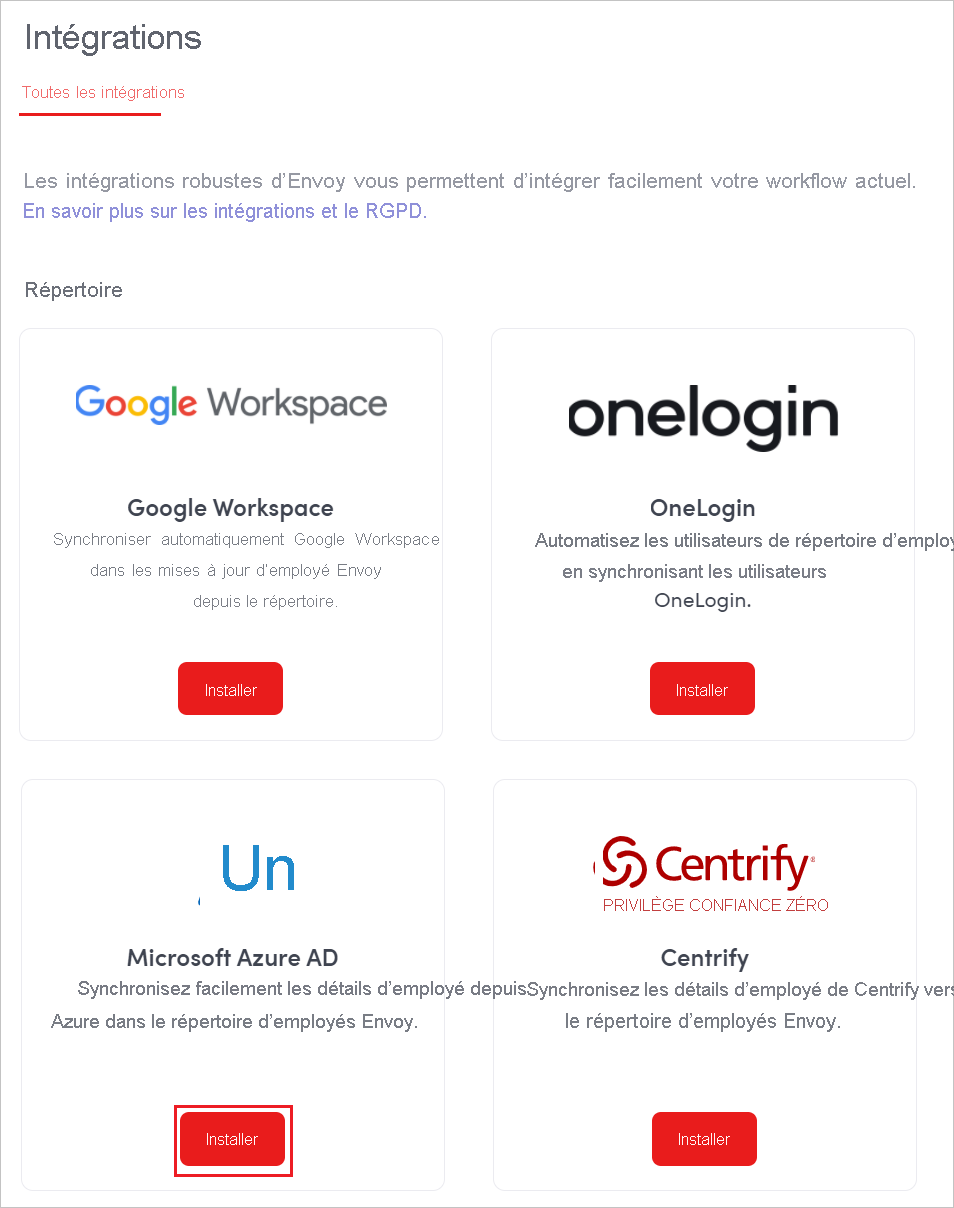 Intégrations
Toutes les intégrations
Les intégrations robustes d'Envoy vous permettent d'intégrer facilement votre workflow actuel.
En savoir plus sur les intégrations et le RGPD.
Répertoire
Google Workspace
Google Workspace
Synchroniser automatiquement Google Workspace
dans les mises à jour d'employé Envoy
depuis le répertoire.
Installer
onelogin
OneLogin
Automatisez les utilisateurs de répertoire d'employ
en synchronisant les utilisateurs
OneLogin.
Installer
Un
Microsoft Azure AD
Synchronisez facilement les détails d'employé depuis
Azure dans le répertoire d'employés Envoy.
Installer
Centrify®
PRIVILÈGE CONFIANCE ZÉRO
Centrify
Synchronisez les détails d'employé de Centrify vers
le répertoire d'employés Envoy.
Installer